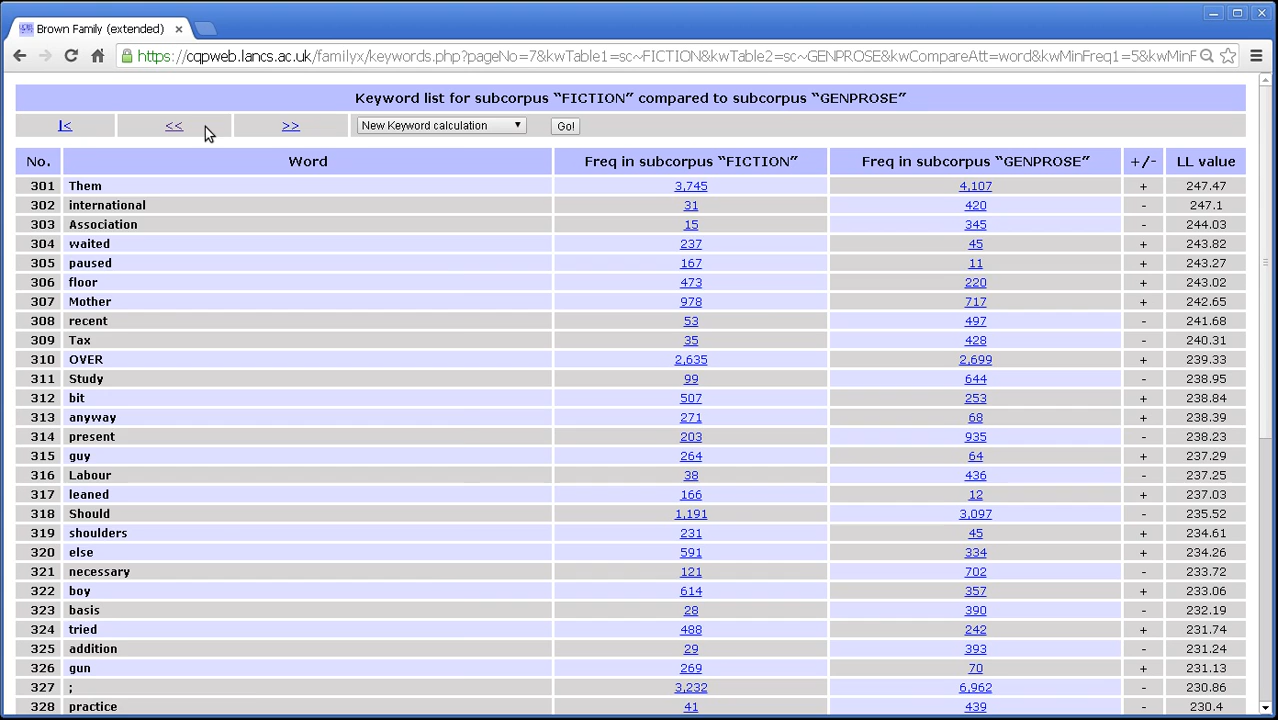 Brown Family (extended)
https://cqpweb.lancs.ac.uk/familyx/keywords.php?pageNo=7&kwTable1=sc~FICTION&kwTable2=sc~GENPROSE&kwCompareAtt=word&kwMinFreq1=5&kwMinF
Keyword list for subcorpus “FICTION” compared to subcorpus “GENPROSE”
|< << >> New Keyword calculation Go!
No. Word Freq in subcorpus “FICTION” Freq in subcorpus “GENPROSE” +/- LL value
301 Them 3,745 4,107 + 247.47
302 international 31 420 - 247.1
303 Association 15 345 - 244.03
304 waited 237 45 + 243.82
305 paused 167 11 + 243.27
306 floor 473 220 + 243.02
307 Mother 978 717 + 242.65
308 recent 53 497 - 241.68
309 Tax 35 428 - 240.31
310 OVER 2,635 2,699 + 239.33
311 Study 99 644 - 238.95
312 bit 507 253 + 238.84
313 anyway 271 68 + 238.39
314 present 203 935 - 238.23
315 guy 264 64 + 237.29
316 Labour 38 436 - 237.25
317 leaned 166 12 + 237.03
318 Should 1,191 3,097 - 235.52
319 shoulders 231 45 + 234.61
320 else 591 334 + 234.26
321 necessary 121 702 - 233.72
322 boy 614 357 + 233.06
323 basis 28 390 - 232.19
324 tried 488 242 + 231.74
325 addition 29 393 - 231.24
326 gun 269 70 + 231.13
327 ; 3,232 6,962 - 230.86
328 practice 41 439 - 230.4